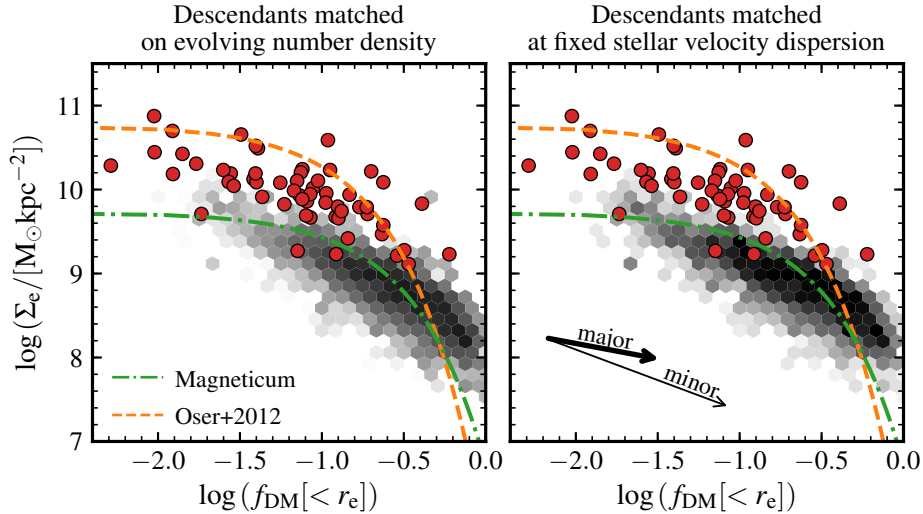 Descendants matched
on evolving number density
Descendants matched
at fixed stellar velocity dispersion
log (Σe/[M⊙kpc−2])
11
10
9
8
7
Magneticum
Oser+2012
major
minor
−2.0 −1.5 −1.0 −0.5 0.0
−2.0 −1.5 −1.0 −0.5 0.0
log (fDM[< re])
log (fDM[< re])